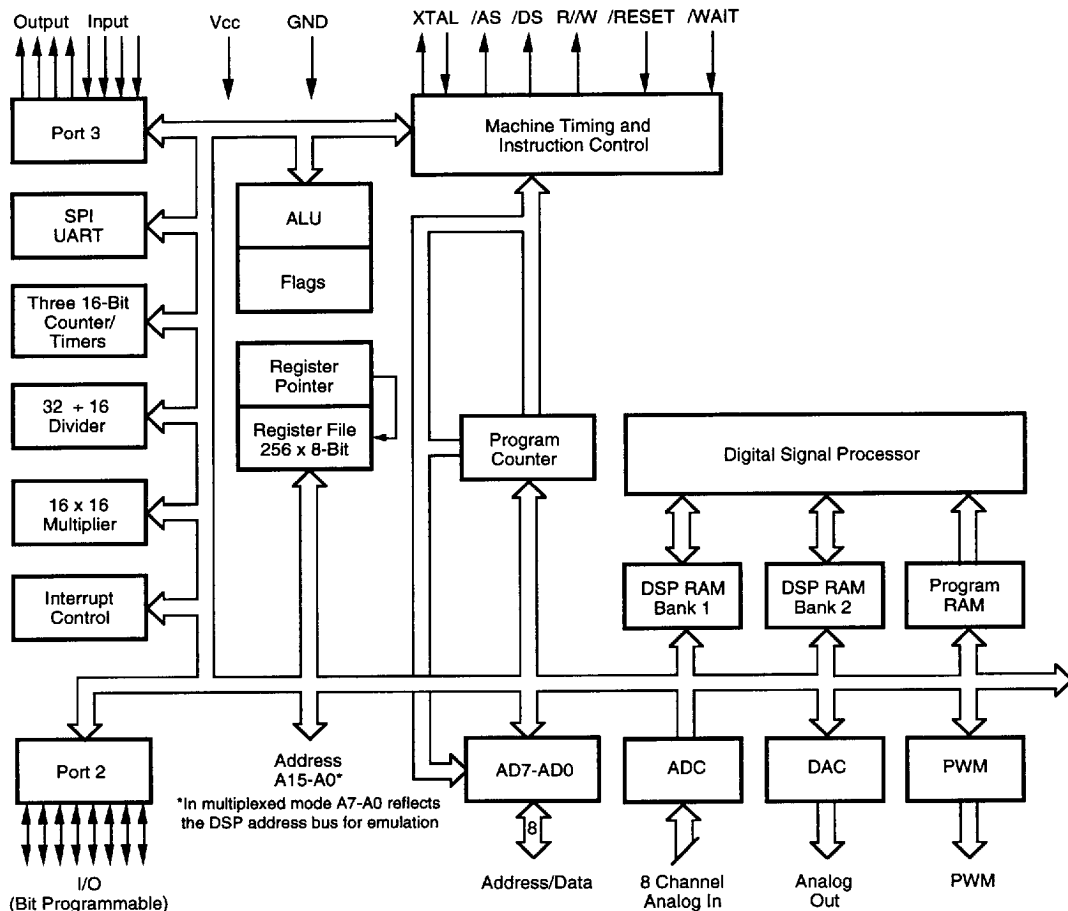 Output Input Vcc GND XTAL /AS /DS R//W /RESET /WAIT
Port 3
Machine Timing and
Instruction Control
SPI
UART
ALU
Flags
Three 16-Bit
Counter/
Timers
Register
Pointer
Register File
256 x 8-Bit
32 + 16
Divider
Program
Counter
Digital Signal Processor
16 x 16
Multiplier
Interrupt
Control
DSP RAM
Bank 1
DSP RAM
Bank 2
Program
RAM
Port 2
Address
A15-A0*
*In multiplexed mode A7-A0 reflects
the DSP address bus for emulation
AD7-AD0
ADC
DAC
PWM
8
I/O
(Bit Programmable)
Address/Data
8 Channel
Analog In
Analog
Out
PWM